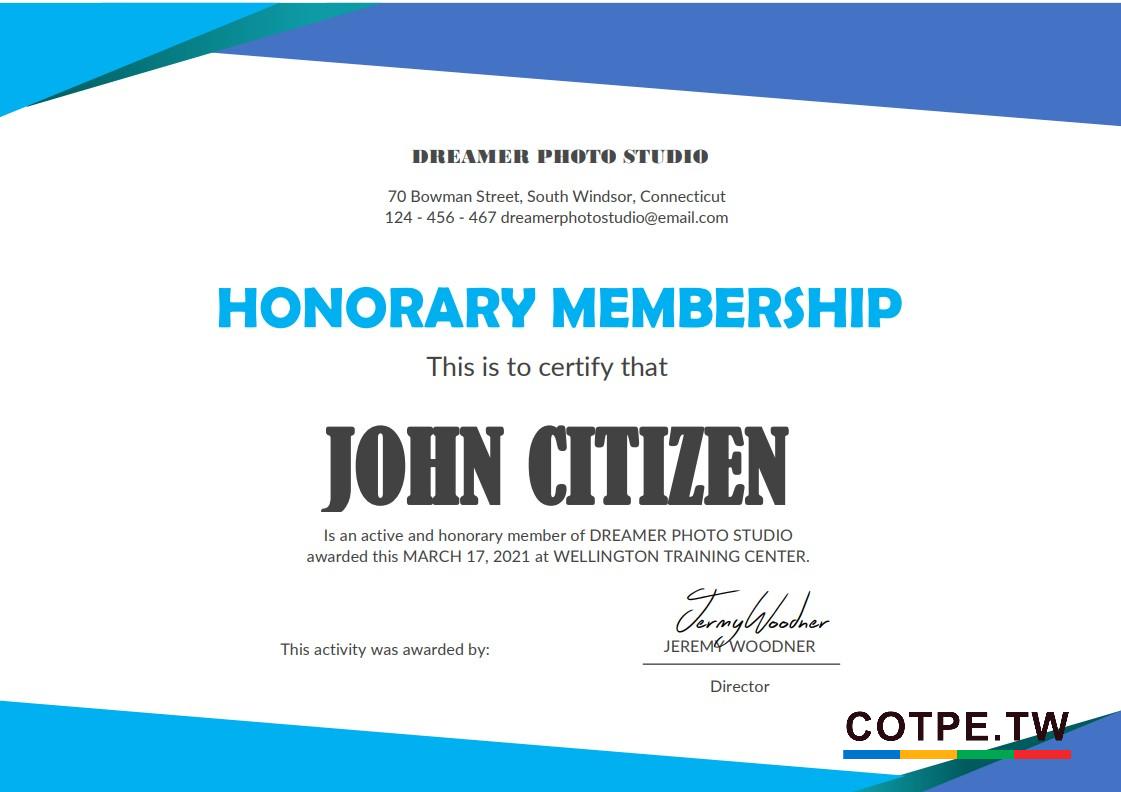 DREAMER PHOTO STUDIO
70 Bowman Street, South Windsor, Connecticut
124 - 456 - 467 dreamerphotostudio@email.com
HONORARY MEMBERSHIP
This is to certify that
JOHN CITIZEN
Is an active and honorary member of DREAMER PHOTO STUDIO
awarded this MARCH 17, 2021 at WELLINGTON TRAINING CENTER.
JermyWoodner
This activity was awarded by:
JEREMY WOODNER
Director
COTPE.TW